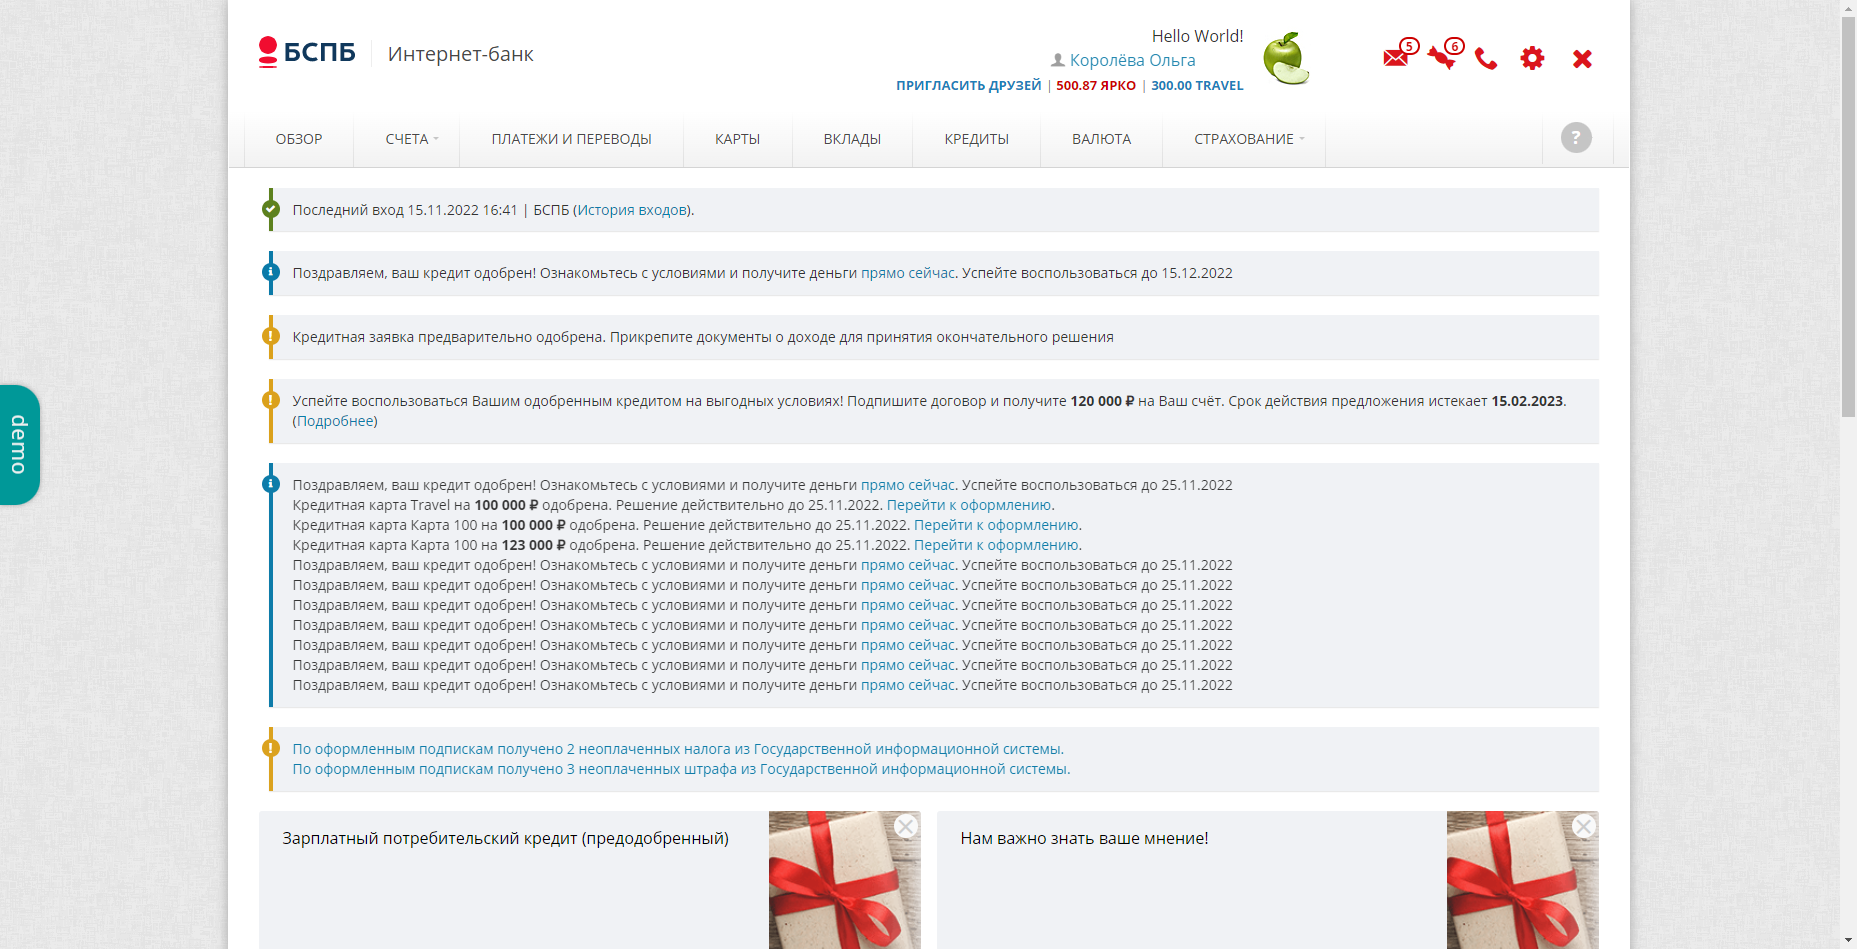 БСПБ
Интернет-банк
Hello World!
Королёва Ольга
ПРИГЛАСИТЬ ДРУЗЕЙ | 500.87 ЯРКО | 300.00 TRAVEL
5
6
ОБЗОР
СЧЕТА
ПЛАТЕЖИ И ПЕРЕВОДЫ
КАРТЫ
ВКЛАДЫ
КРЕДИТЫ
ВАЛЮТА
СТРАХОВАНИЕ
?
Последний вход 15.11.2022 16:41 | БСПБ (История входов).
Поздравляем, ваш кредит одобрен! Ознакомьтесь с условиями и получите деньги прямо сейчас. Успейте воспользоваться до 15.12.2022
Кредитная заявка предварительно одобрена. Прикрепите документы о доходе для принятия окончательного решения
Успейте воспользоваться Вашим одобренным кредитом на выгодных условиях! Подпишите договор и получите 120 000 ₽ на Ваш счёт. Срок действия предложения истекает 15.02.2023.
(Подробнее)
demo
Поздравляем, ваш кредит одобрен! Ознакомьтесь с условиями и получите деньги прямо сейчас. Успейте воспользоваться до 25.11.2022
Кредитная карта Travel на 100 000 ₽ одобрена. Решение действительно до 25.11.2022. Перейти к оформлению.
Кредитная карта Карта 100 на 100 000 ₽ одобрена. Решение действительно до 25.11.2022. Перейти к оформлению.
Кредитная карта Карта 100 на 123 000 ₽ одобрена. Решение действительно до 25.11.2022. Перейти к оформлению.
Поздравляем, ваш кредит одобрен! Ознакомьтесь с условиями и получите деньги прямо сейчас. Успейте воспользоваться до 25.11.2022
Поздравляем, ваш кредит одобрен! Ознакомьтесь с условиями и получите деньги прямо сейчас. Успейте воспользоваться до 25.11.2022
Поздравляем, ваш кредит одобрен! Ознакомьтесь с условиями и получите деньги прямо сейчас. Успейте воспользоваться до 25.11.2022
Поздравляем, ваш кредит одобрен! Ознакомьтесь с условиями и получите деньги прямо сейчас. Успейте воспользоваться до 25.11.2022
Поздравляем, ваш кредит одобрен! Ознакомьтесь с условиями и получите деньги прямо сейчас. Успейте воспользоваться до 25.11.2022
Поздравляем, ваш кредит одобрен! Ознакомьтесь с условиями и получите деньги прямо сейчас. Успейте воспользоваться до 25.11.2022
Поздравляем, ваш кредит одобрен! Ознакомьтесь с условиями и получите деньги прямо сейчас. Успейте воспользоваться до 25.11.2022
По оформленным подпискам получено 2 неоплаченных налога из Государственной информационной системы.
По оформленным подпискам получено 3 неоплаченных штрафа из Государственной информационной системы.
Зарплатный потребительский кредит (предодобренный)
Нам важно знать ваше мнение!